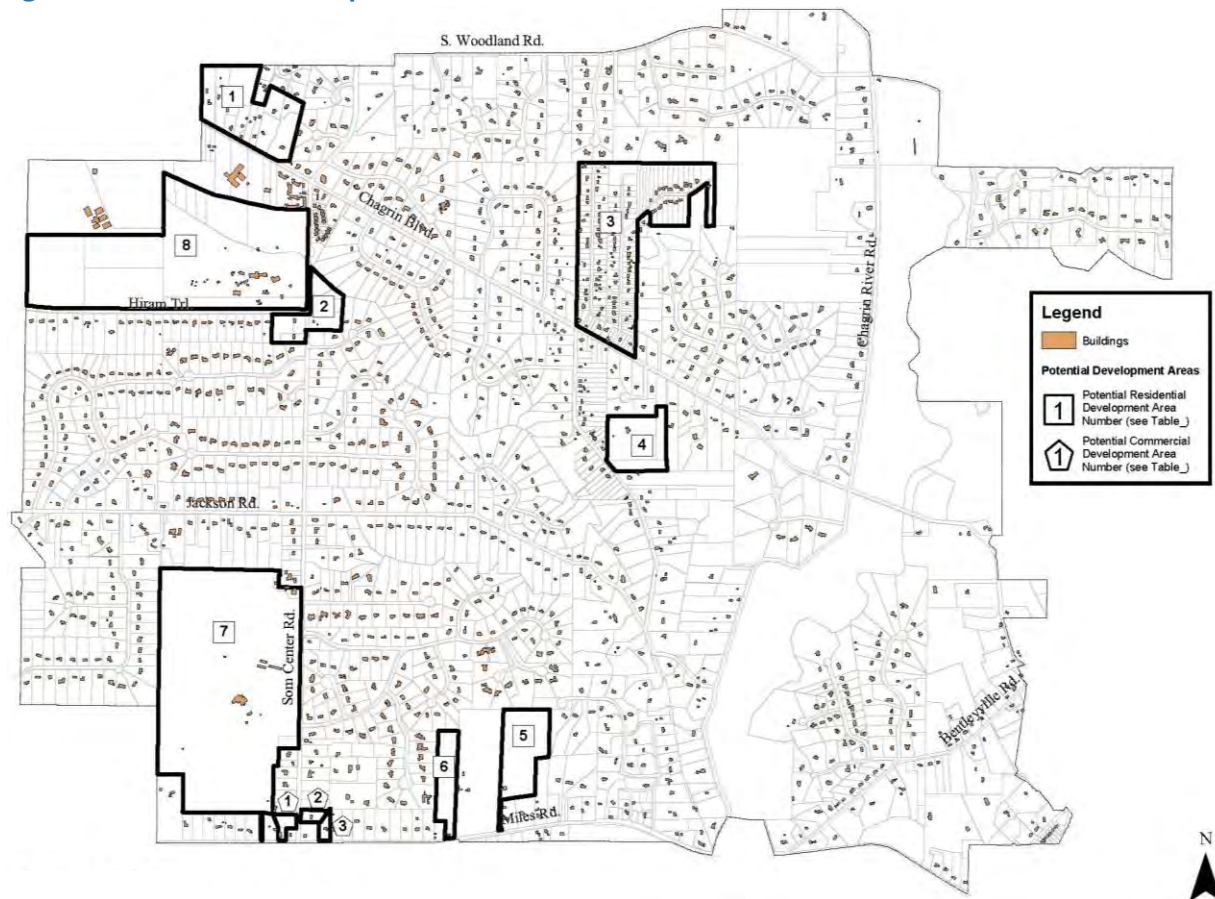 S. Woodland Rd.
1
Chagrin Blvd.
3
8
Chagrin River Rd.
Hiram Trl.
2
Legend
Buildings
Potential Development Areas
1
Potential Residential
Development Area
Number (see Table_)
1
Potential Commercial
Development Area
Number (see Table_)
4
Jackson Rd.
7
Som Center Rd.
Bentleyville Rd.
5
6
1
2
3
Miles Rd.
N